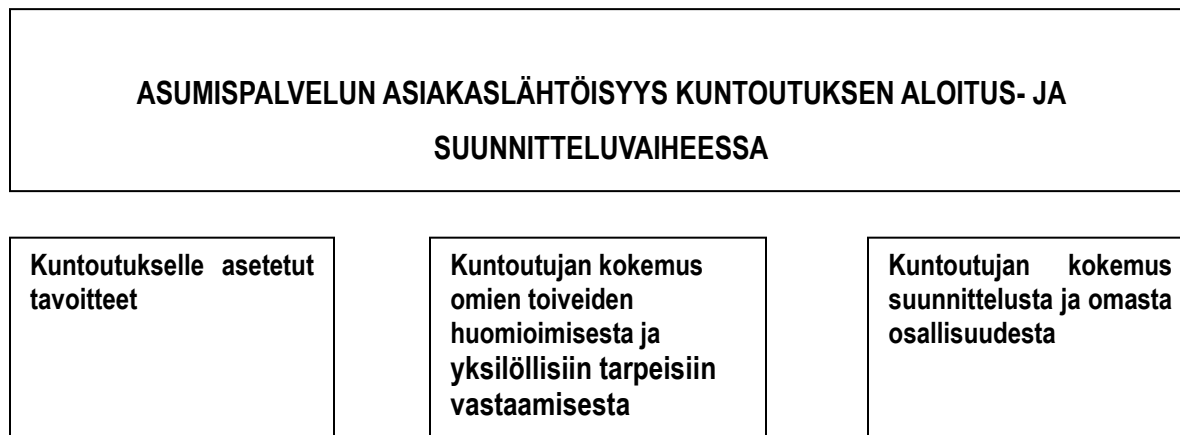 ASUMISPALVELUN ASIAKASLÄHTÖISYYS KUNTOUTUKSEN ALOITUS- JA
SUUNNITTELUVAIHEESSA
Kuntoutukselle asetetut
tavoitteet
Kuntoutujan kokemus
omien toiveiden
huomioimisesta ja
yksilöllisiin tarpeisiin
vastaamisesta
Kuntoutujan kokemus
suunnittelusta ja omasta
osallisuudesta